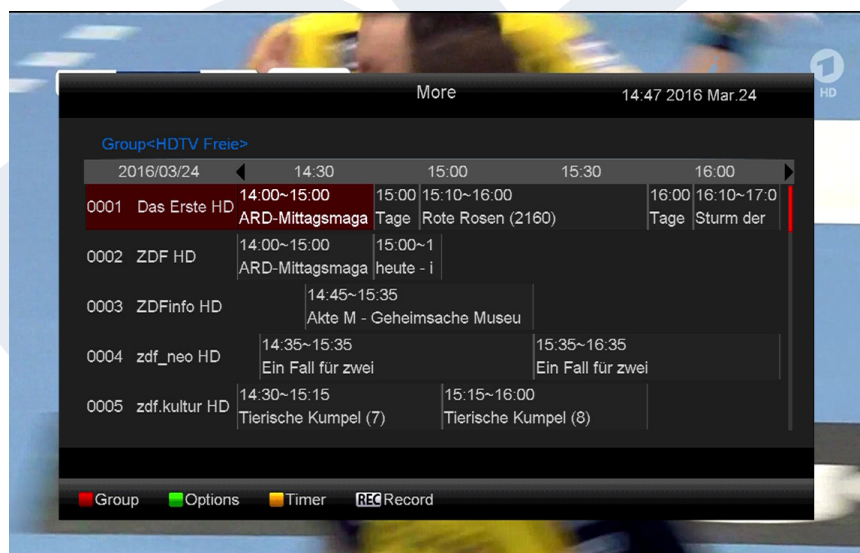 More
14:47 2016 Mar.24
1
HD
Group<HDTV Freie>
2016/03/24 14:30 15:00 15:30 16:00
0001 Das Erste HD
14:00~15:00 15:00 15:10~16:00 16:00 16:10~17:0
ARD-Mittagsmaga Tage Rote Rosen (2160) Tage Sturm der
0002 ZDF HD
14:00~15:00 15:00~1
ARD-Mittagsmaga heute - i
0003 ZDFinfo HD
14:45~15:35
Akte M - Geheimsache Museu
0004 zdf_neo HD
14:35~15:35 15:35~16:35
Ein Fall für zwei Ein Fall für zwei
0005 zdf.kultur HD
14:30~15:15 15:15~16:00
Tierische Kumpel (7) Tierische Kumpel (8)
Group Options Timer REC Record